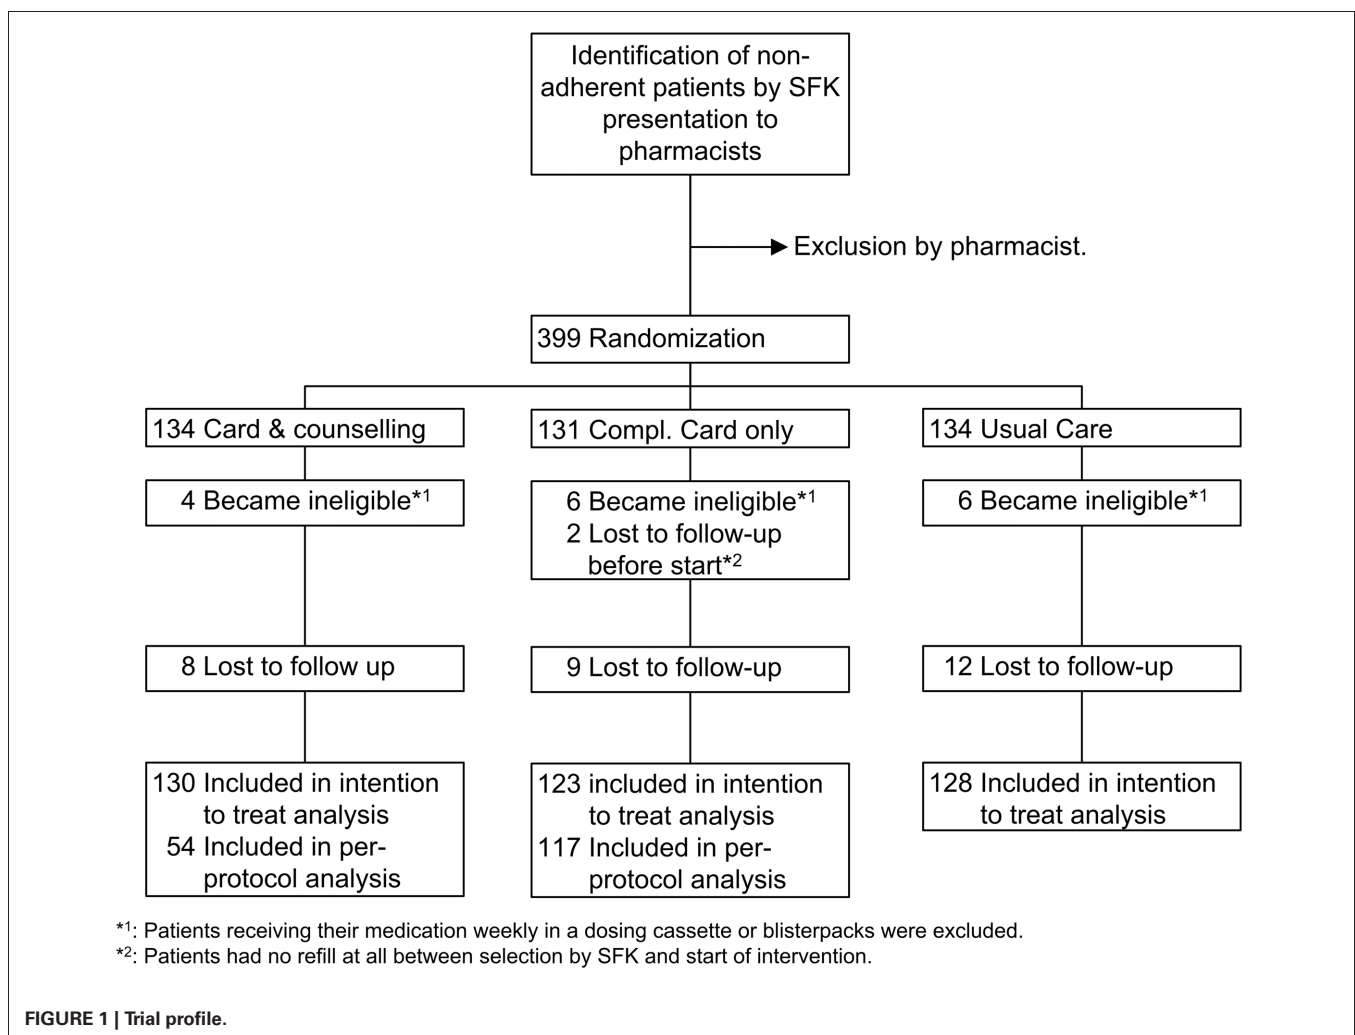 Identification of non-
adherent patients by SFK
presentation to
pharmacists
Exclusion by pharmacist.
399 Randomization
134 Card & counselling
131 Compl. Card only
134 Usual Care
4 Became ineligible*1
6 Became ineligible*1
2 Lost to follow-up
before start*2
6 Became ineligible*1
8 Lost to follow up
9 Lost to follow-up
12 Lost to follow-up
130 Included in intention
to treat analysis
54 Included in per-
protocol analysis
123 included in intention
to treat analysis
117 Included in per-
protocol analysis
128 Included in intention
to treat analysis
*1: Patients receiving their medication weekly in a dosing cassette or blisterpacks were excluded.
*2: Patients had no refill at all between selection by SFK and start of intervention.
FIGURE 1 | Trial profile.